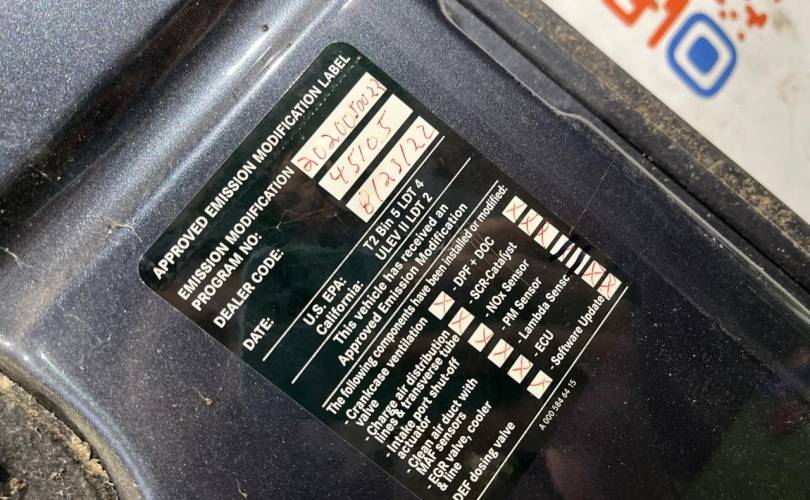 APPROVED EMISSION MODIFICATION LABEL
EMISSION MODIFICATION
PROGRAM NO: 2020050023
DEALER CODE: 45105
DATE: 8/23/22
U.S. EPA: T2 Bin 5 LDT 4
California: ULEV II LDT 2
This vehicle has received an
Approved Emission Modification
The following components have been installed or modified:
- Crankcase ventilation
valve
- Charge air distribution
lines & transverse tube
- Intake port shut-off
actuator
- Clean air duct with
MAF sensors
- EGR valve, cooler
& line
DEF dosing valve
- DPF + DOC
- SCR-Catalyst
- NOx Sensor
- PM Sensor
- Lambda Sensor
- ECU
- Software Update
A 000 584 64 15